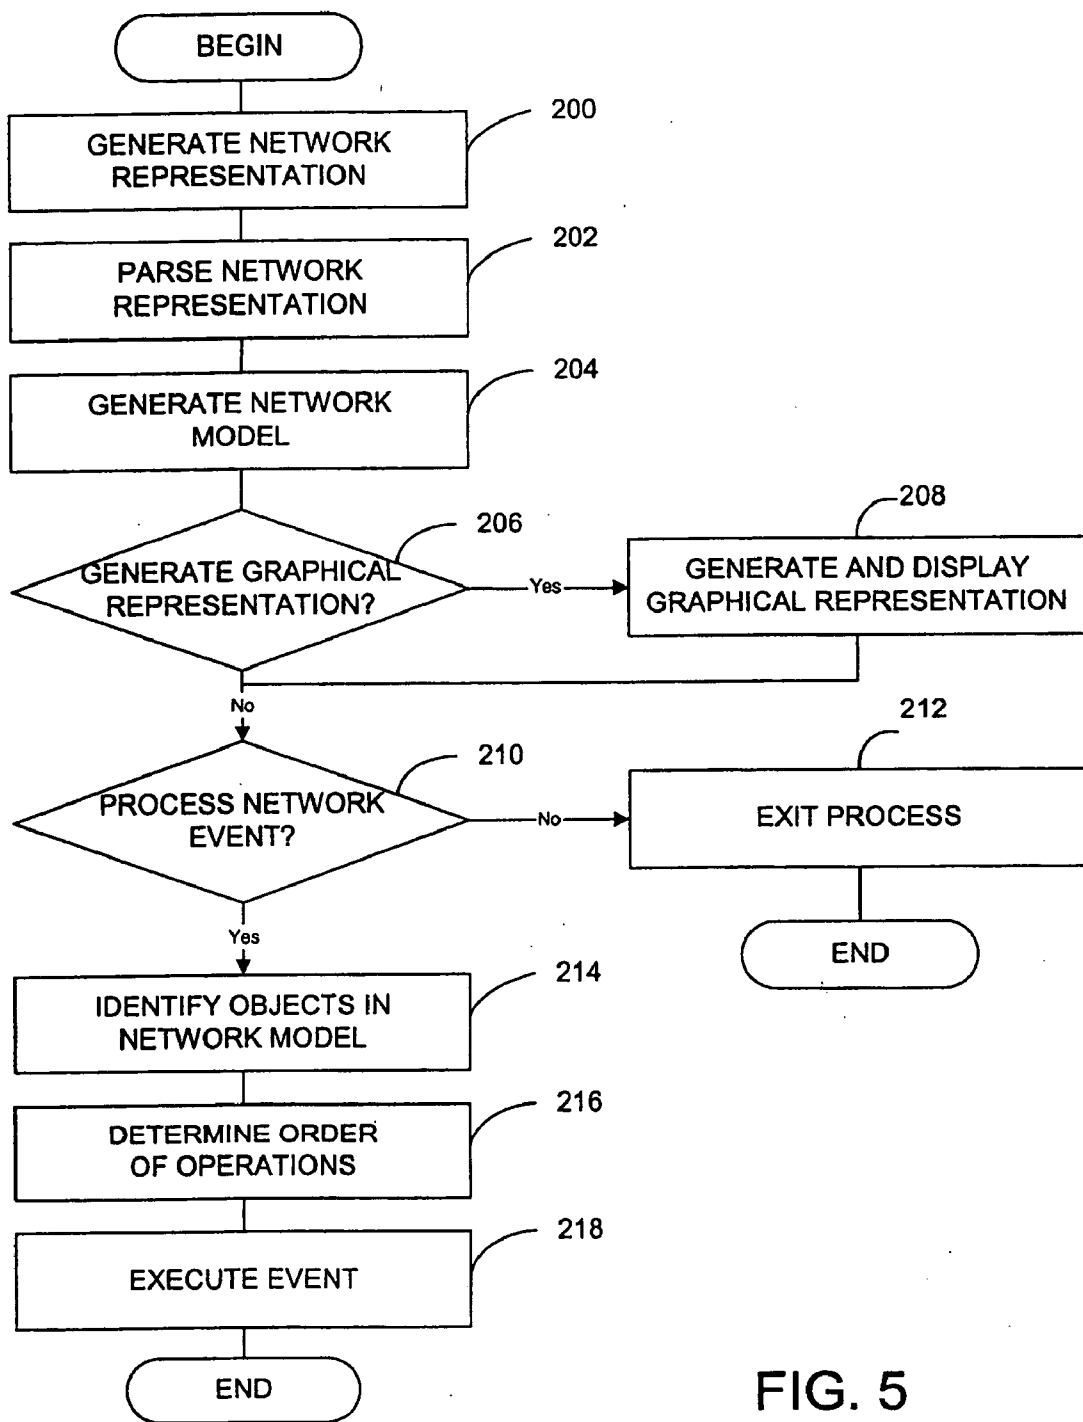 BEGIN
200
GENERATE NETWORK
REPRESENTATION
202
PARSE NETWORK
REPRESENTATION
204
GENERATE NETWORK
MODEL
206
GENERATE GRAPHICAL
REPRESENTATION?
Yes
208
GENERATE AND DISPLAY
GRAPHICAL REPRESENTATION
No
210
PROCESS NETWORK
EVENT?
No
212
EXIT PROCESS
END
Yes
214
IDENTIFY OBJECTS IN
NETWORK MODEL
216
DETERMINE ORDER
OF OPERATIONS
218
EXECUTE EVENT
END
FIG. 5